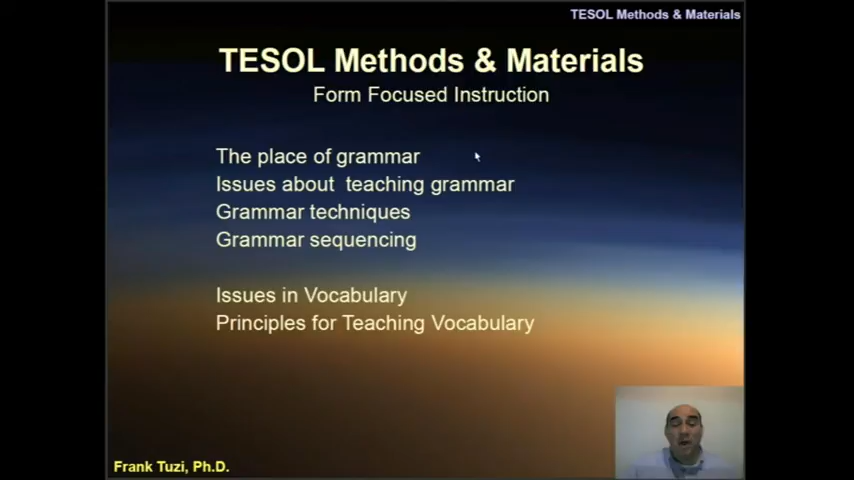 TESOL Methods & Materials
TESOL Methods & Materials
Form Focused Instruction
The place of grammar
Issues about teaching grammar
Grammar techniques
Grammar sequencing
Issues in Vocabulary
Principles for Teaching Vocabulary
Frank Tuzi, Ph.D.